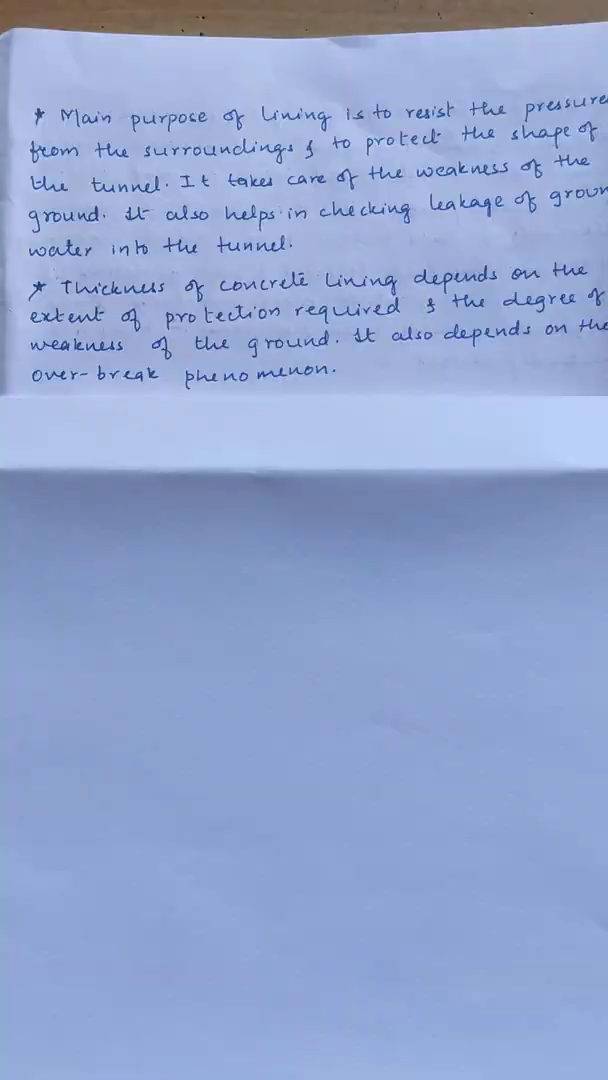 * Main purpose of lining is to resist the pressure
from the surroundings & to protect the shape of
the tunnel. It takes care of the weakness of the
ground. It also helps in checking leakage of groun
water into the tunnel.
* Thickness of concrete lining depends on the
extent of protection required & the degree of
weakness of the ground. It also depends on the
over-break phenomenon.